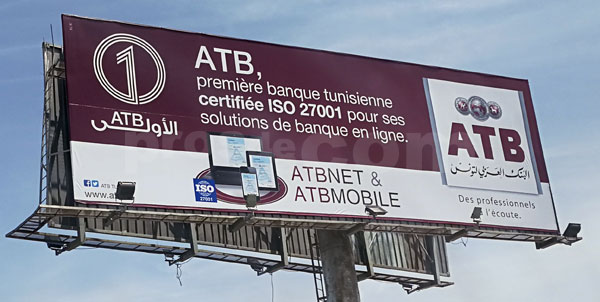 1
ATB الأولى
ATB,
première banque tunisienne
certifiée ISO 27001 pour ses
solutions de banque en ligne.
ISO
27001
ATBNET &
ATBMOBILE
ATB
البنك العربي لتونس
Des professionnels
à l'écoute.